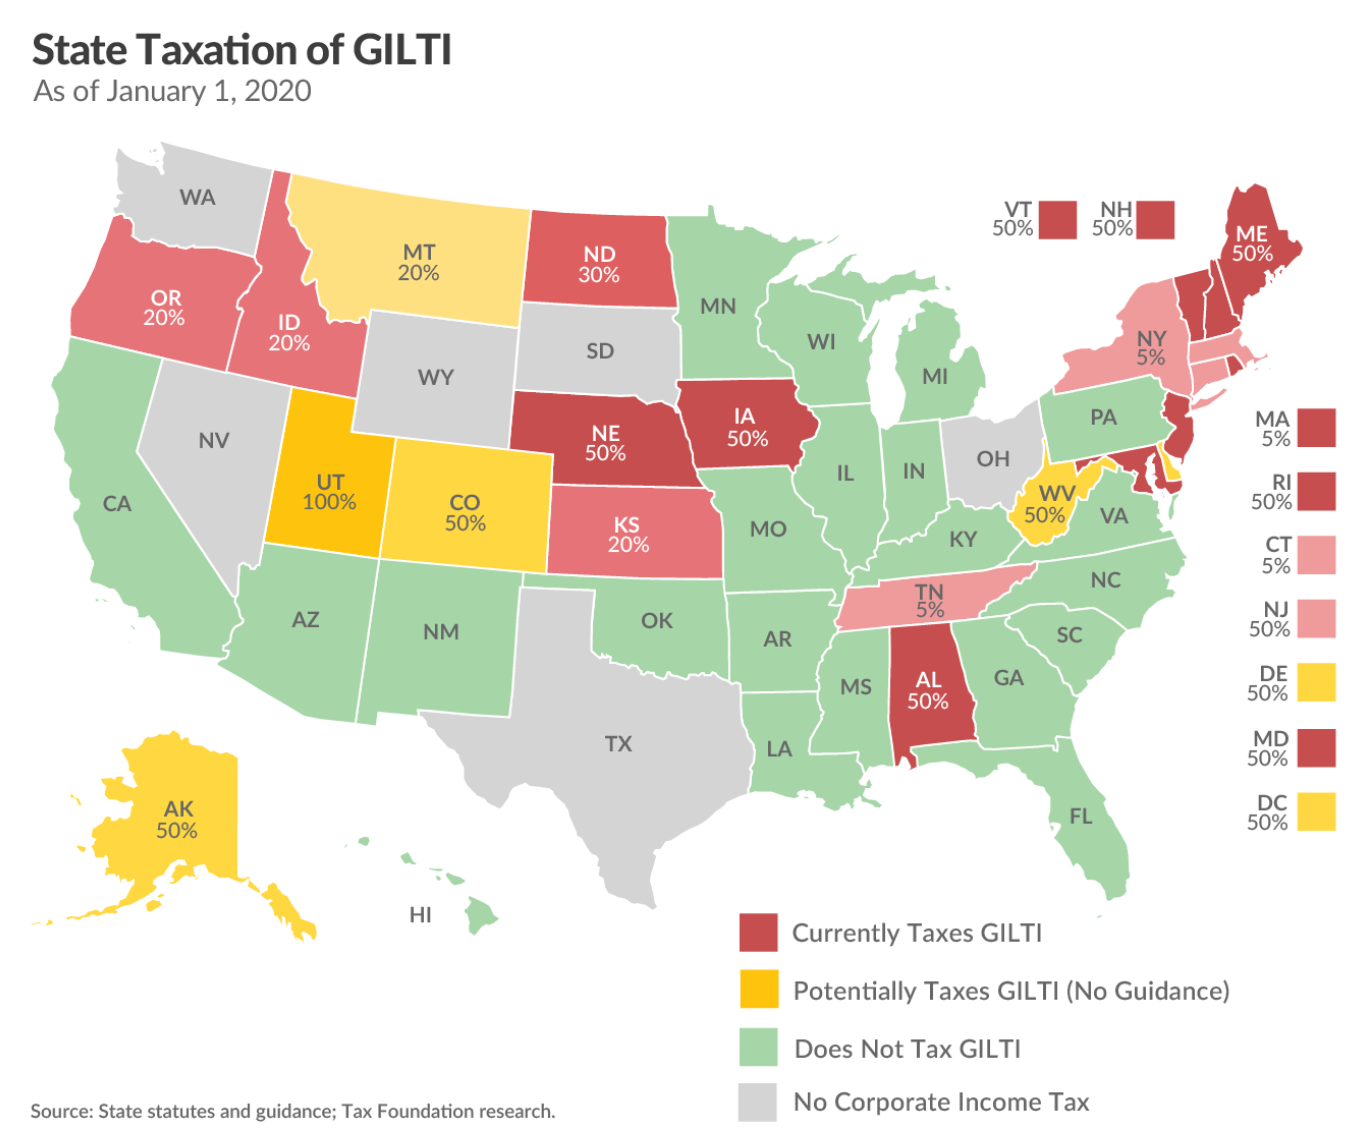 State Taxation of GILTI
As of January 1, 2020
WA
VT
50%
NH
50%
ME
50%
MT
20%
ND
30%
OR
20%
ID
20%
MN
WI
MI
NY
5%
SD
WY
NV
UT
100%
CO
50%
NE
50%
IA
50%
IL
IN
OH
PA
WV
50%
VA
CA
KS
20%
MO
KY
NC
TN
5%
AZ
NM
OK
AR
SC
MS
AL
50%
GA
TX
LA
FL
AK
50%
HI
MA
5%
RI
50%
CT
5%
NJ
50%
DE
50%
MD
50%
DC
50%
Currently Taxes GILTI
Potentially Taxes GILTI (No Guidance)
Does Not Tax GILTI
No Corporate Income Tax
Source: State statutes and guidance; Tax Foundation research.